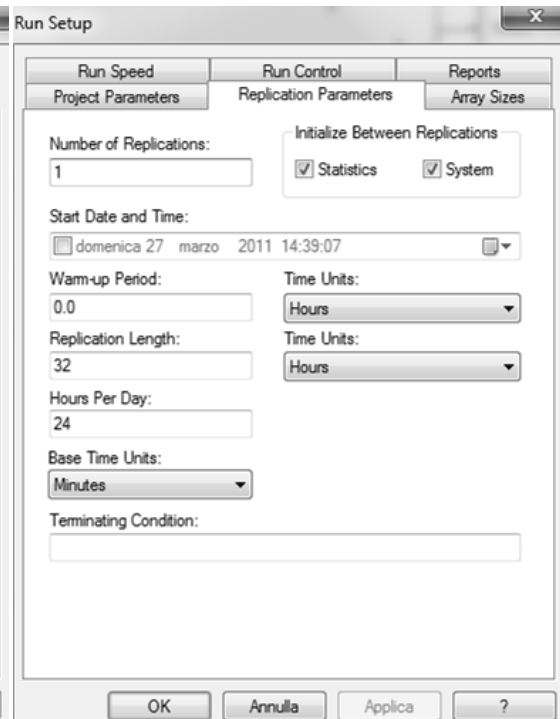 Run Setup
Run Speed Run Control Reports
Project Parameters Replication Parameters Array Sizes
Number of Replications:
1
Initialize Between Replications
Statistics System
Start Date and Time:
domenica 27 marzo 2011 14:39:07
Warm-up Period: Time Units:
0.0 Hours
Replication Length: Time Units:
32 Hours
Hours Per Day:
24
Base Time Units:
Minutes
Terminating Condition:
OK Annulla Applica ?